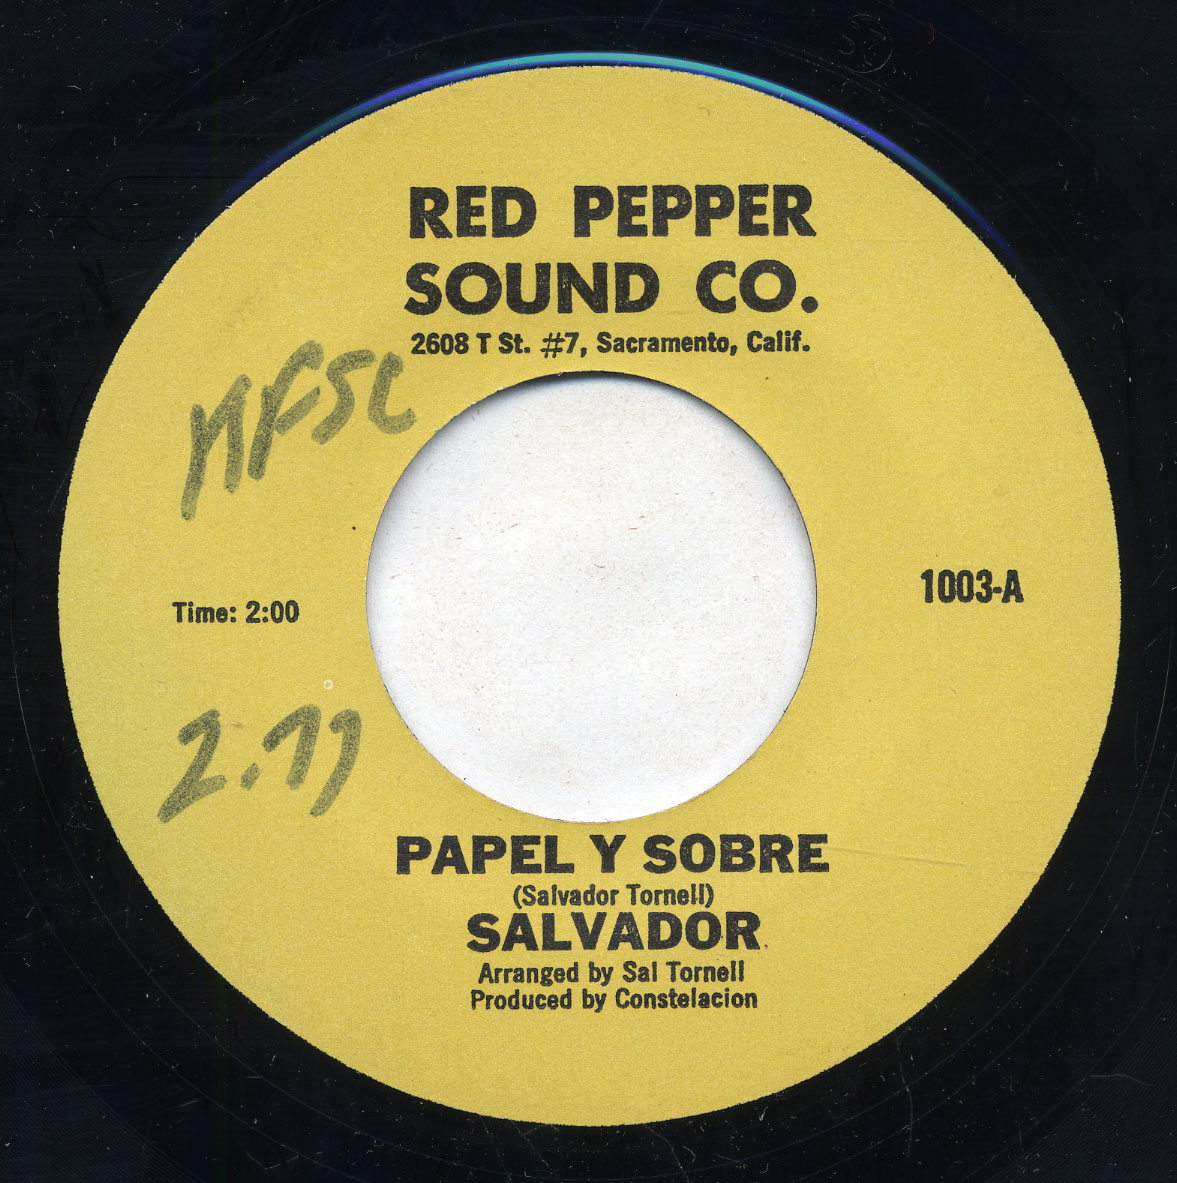 RED PEPPER
SOUND CO.
2608 T St. #7, Sacramento, Calif.
1003-A
Time: 2:00
PAPEL Y SOBRE
(Salvador Tornell)
SALVADOR
Arranged by Sal Tornell
Produced by Constelacion